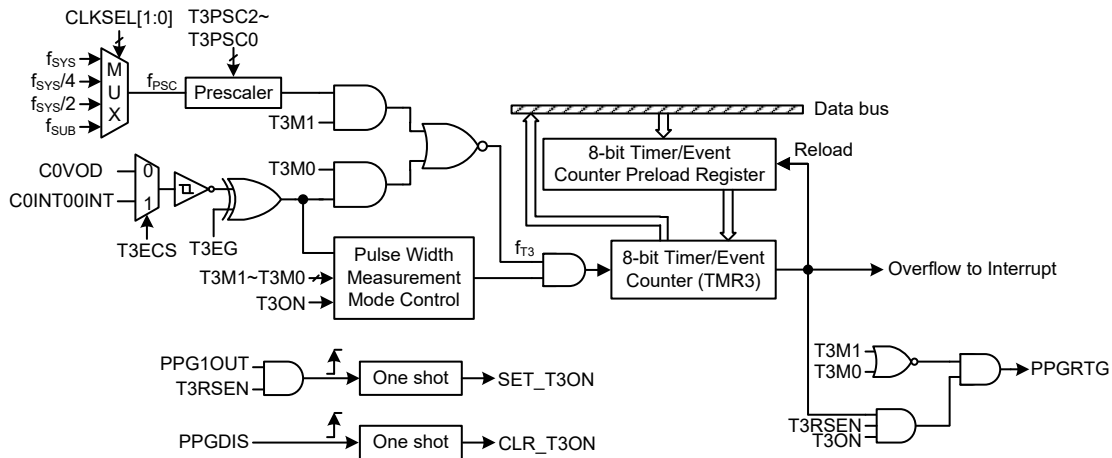 CLKSEL[1:0]
T3PSC2~
T3PSC0
fSYS
fSYS/4
fSYS/2
fSUB
M
U
X
fPSC
Prescaler
T3M1
Data bus
8-bit Timer/Event
Counter Preload Register
Reload
C0VOD
C0INT00INT
0
1
T3ECS
T3EG
T3M0
Pulse Width
Measurement
Mode Control
T3M1~T3M0
T3ON
fT3
8-bit Timer/Event
Counter (TMR3)
Overflow to Interrupt
PPG1OUT
T3RSEN
One shot
SET_T3ON
PPGDIS
One shot
CLR_T3ON
T3M1
T3M0
PPGRTG
T3RSEN
T3ON